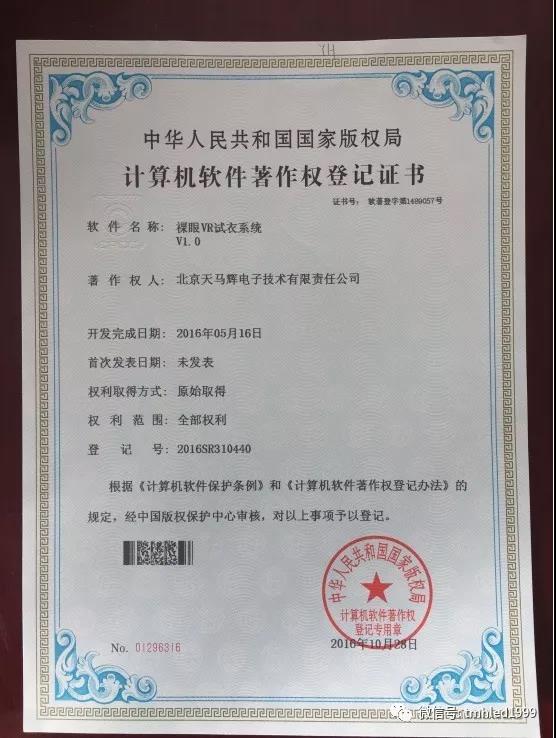 YH
中华人民共和国国家版权局
计算机软件著作权登记证书
证书号: 软著登字第1489057号
软件名称: 裸眼VR试衣系统
V1.0
著作权人: 北京天马辉电子技术有限责任公司
开发完成日期: 2016年05月16日
首次发表日期: 未发表
权利取得方式: 原始取得
权利范围: 全部权利
登记号: 2016SR310440
根据《计算机软件保护条例》和《计算机软件著作权登记办法》的
规定，经中国版权保护中心审核，对以上事项予以登记。
中华人民共和国国家版权局
计算机软件著作权
登记专用章
No. 01296316
2016年10月28日
微信号: tmhled1999